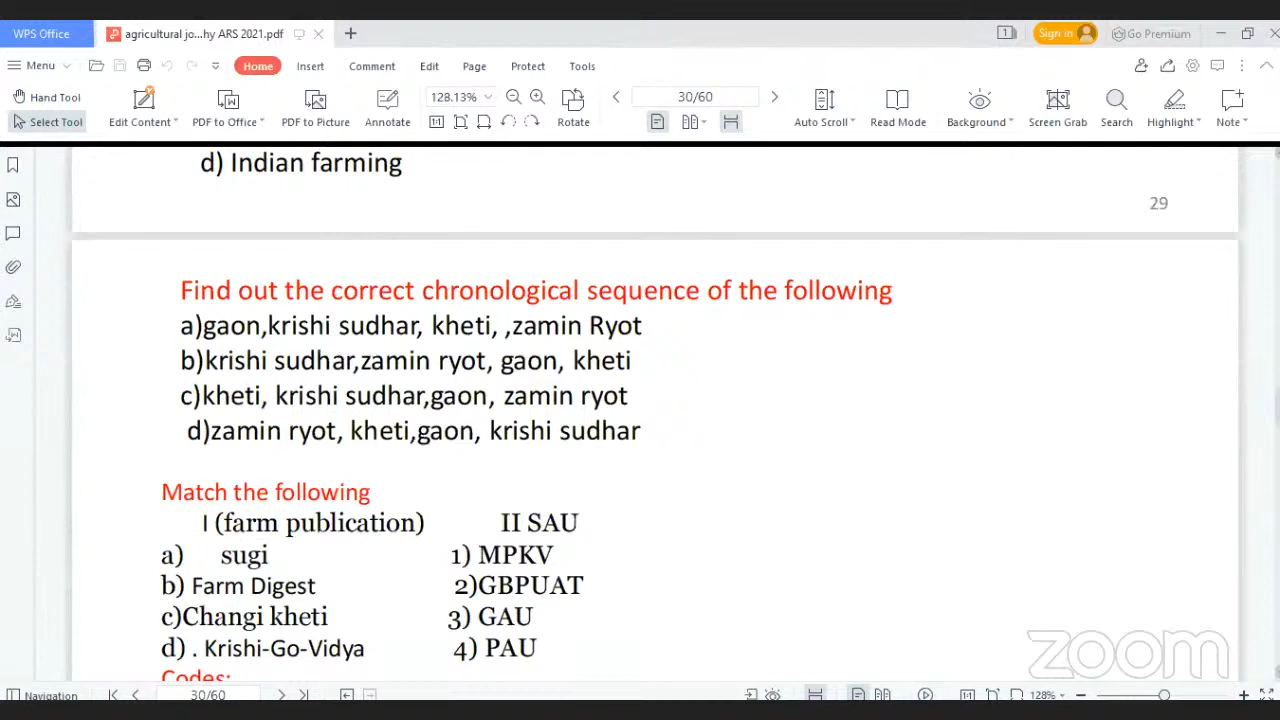 WPS Office
agricultural jo...hy ARS 2021.pdf
1
Sign in
Go Premium
Menu
Home
Insert
Comment
Edit
Page
Protect
Tools
Hand Tool
Select Tool
Edit Content
PDF to Office
PDF to Picture
Annotate
128.13%
Rotate
30/60
Auto Scroll
Read Mode
Background
Screen Grab
Search
Highlight
Note
d) Indian farming
29
Find out the correct chronological sequence of the following
a)gaon,krishi sudhar, kheti, ,zamin Ryot
b)krishi sudhar,zamin ryot, gaon, kheti
c)kheti, krishi sudhar,gaon, zamin ryot
d)zamin ryot, kheti,gaon, krishi sudhar
Match the following
I (farm publication) II SAU
a) sugi 1) MPKV
b) Farm Digest 2)GBPUAT
c)Changi kheti 3) GAU
d) . Krishi-Go-Vidya 4) PAU
Codes:
zoom
Navigation
30/60
128%